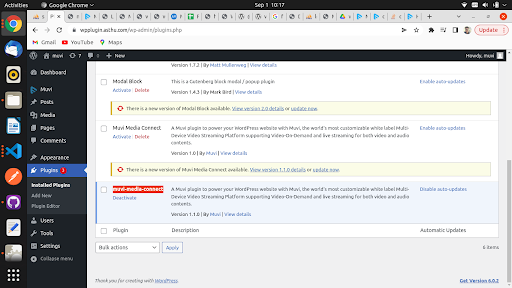 Activities
Google Chrome
Sep 1 10:17
wpplugin.aschs.com/wp-admin/plugins.php
Update
Gmail
YouTube
Maps
muvi
7
0
New
Howdy, muvi
Dashboard
Muvi
Posts
Media
Pages
Comments
Appearance
Plugins
Installed Plugins
Add New
Plugin Editor
Users
Tools
Settings
Collapse menu
Version 1.7.2 | By Matt Mullenweg | View details
Modal Block
Activate | Delete
This is a Gutenberg block modal / popup plugin
Version 1.4.3 | By Mark Bird | View details
Enable auto-updates
There is a new version of Modal Block available. View version 2.0 details or update now.
Muvi Media Connect
Activate | Delete
A Muvi plugin to power your WordPress website with Muvi, the world's most customizable white label Multi-
Device Video Streaming Platform supporting Video-On-Demand and live streaming for both video and audio
contents.
Version 1.0 | By Muvi | View details
Enable auto-updates
There is a new version of Muvi Media Connect available. View version 1.1.0 details or update now.
muvi-media-connect
Deactivate
A Muvi plugin to power your WordPress website with Muvi, the world's most customizable white label Multi-
Device Video Streaming Platform supporting Video-On-Demand and live streaming for both video and audio
contents.
Version 1.1.0 | By Muvi | View details
Disable auto-updates
Plugin
Description
Automatic Updates
Bulk actions
Apply
6 items
Thank you for creating with WordPress.
Get Version 6.0.2